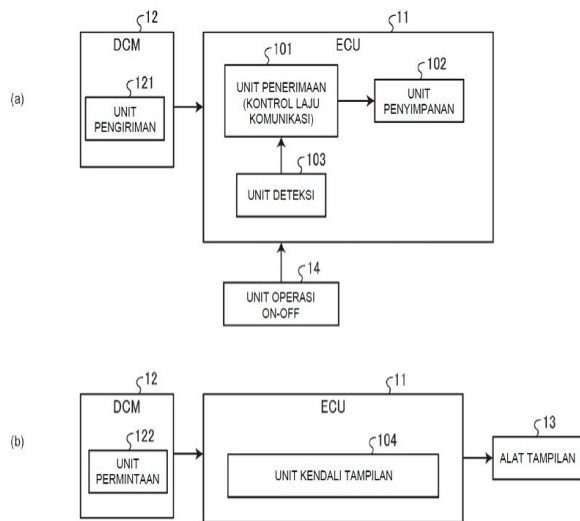 12
11
DCM
ECU
101
102
(a)
121
UNIT
PENGIRIMAN
UNIT PENERIMAAN
(KONTROL LAJU
KOMUNIKASI)
UNIT
PENYIMPANAN
103
UNIT DETEKSI
14
UNIT OPERASI
ON-OFF
12
11
DCM
ECU
13
(b)
122
104
UNIT
PERMINTAAN
UNIT KENDALI TAMPILAN
ALAT TAMPILAN